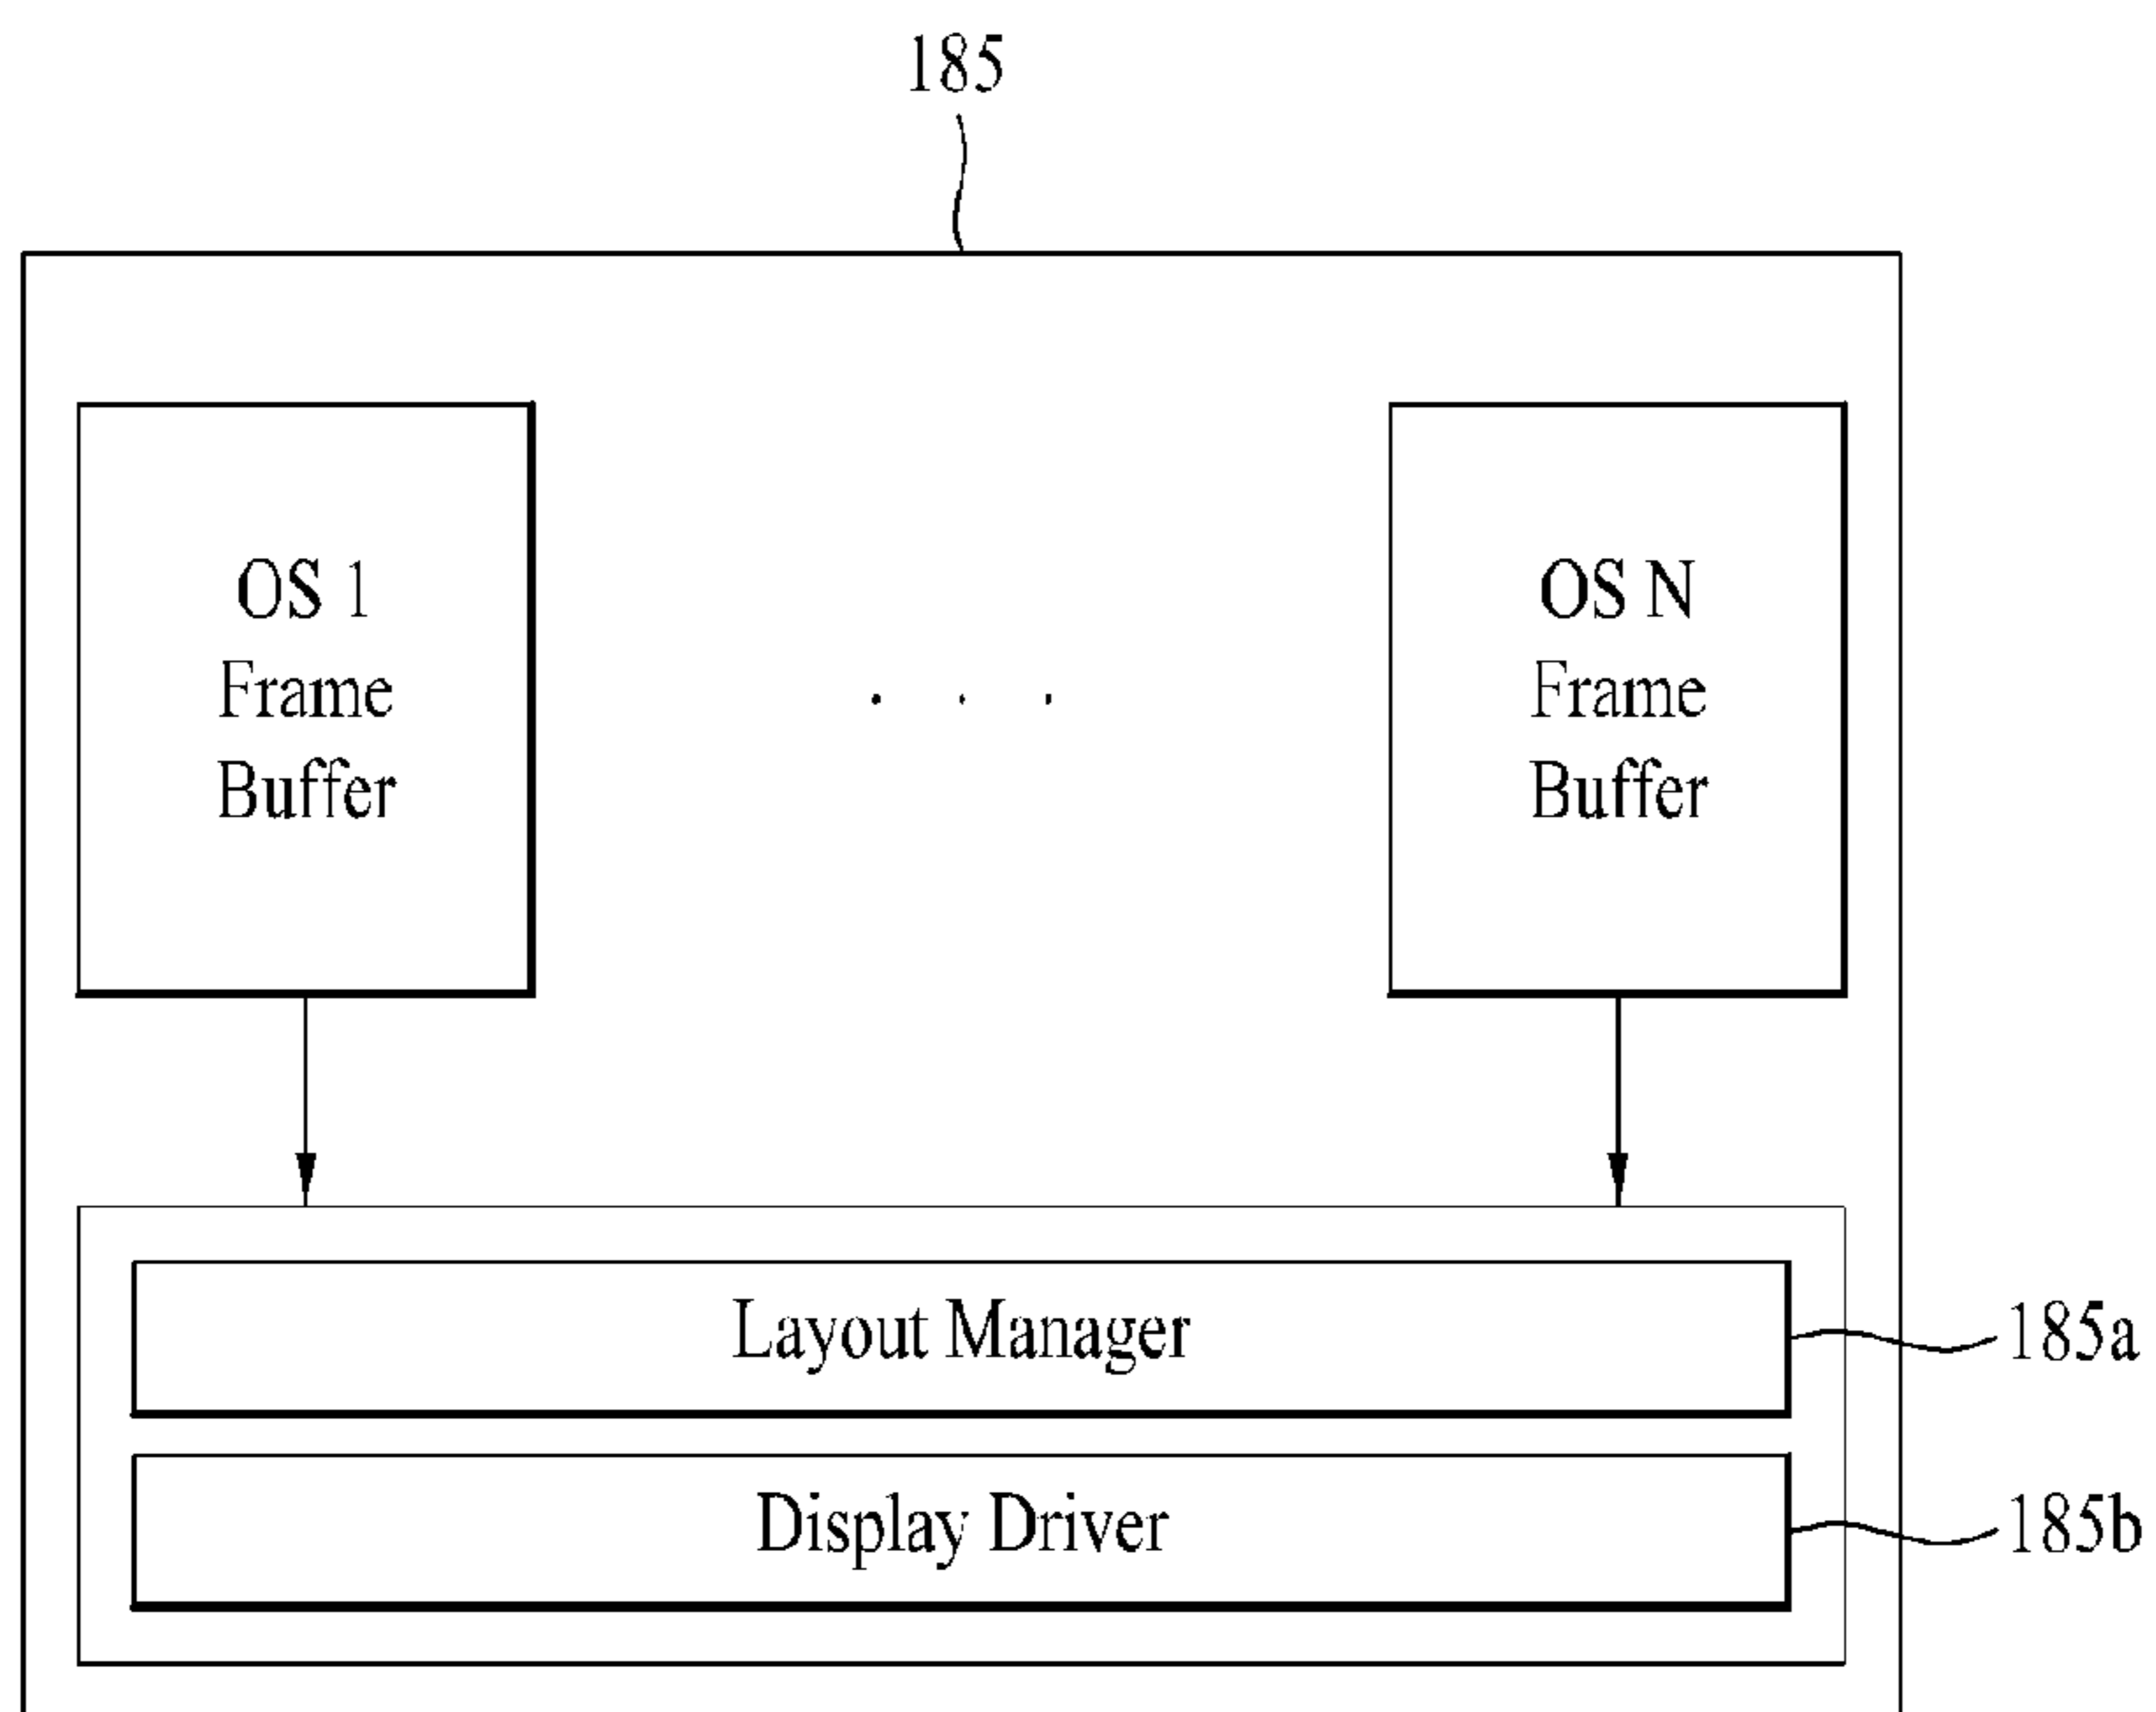 185
OS 1
Frame
Buffer
. . .
OS N
Frame
Buffer
Layout Manager
185a
Display Driver
185b